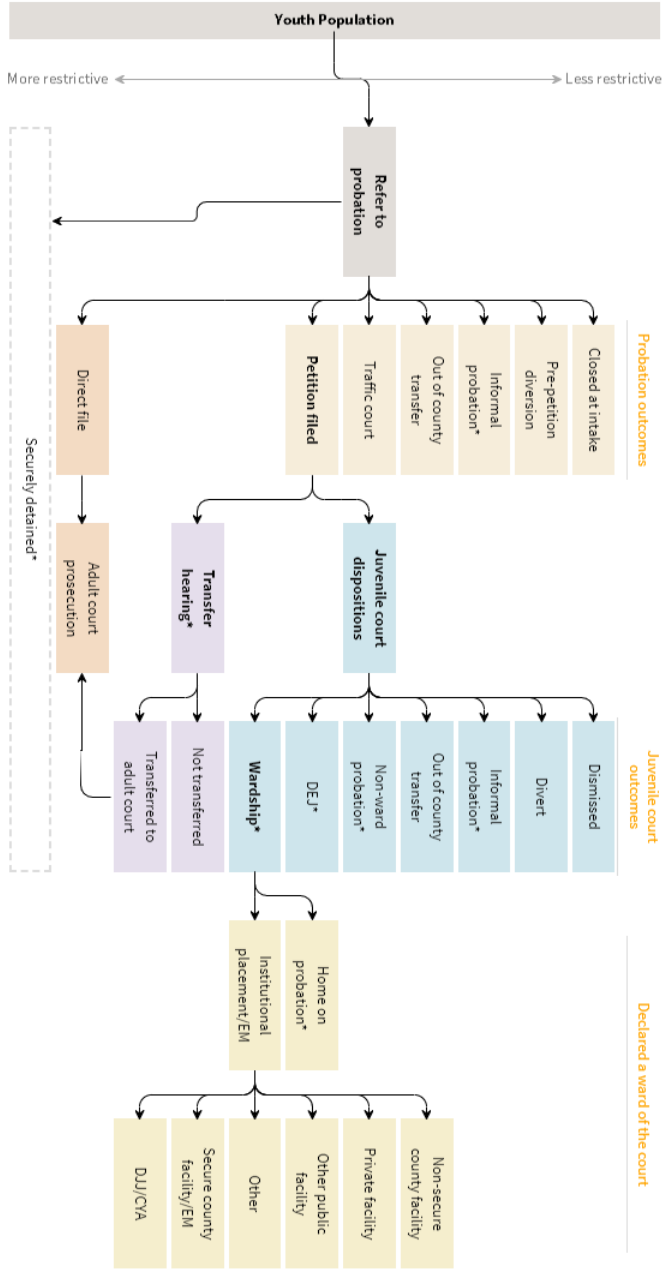 Youth Population
More restrictive
Less restrictive
Refer to
probation
Securely detained*
Probation outcomes
Closed at intake
Pre-petition
diversion
Informal
probation*
Out of county
transfer
Traffic court
Petition filed
Direct file
Juvenile court
dispositions
Transfer
hearing*
Adult court
prosecution
Juvenile court
outcomes
Dismissed
Divert
Informal
probation*
Out of county
transfer
Non-ward
probation*
DEJ*
Wardship*
Not transferred
Transferred to
adult court
Declared a ward of the court
Home on
probation*
Institutional
placement/EM
Non-secure
county facility
Private facility
Other public
facility
Other
Secure county
facility/EM
DJJ/CYA